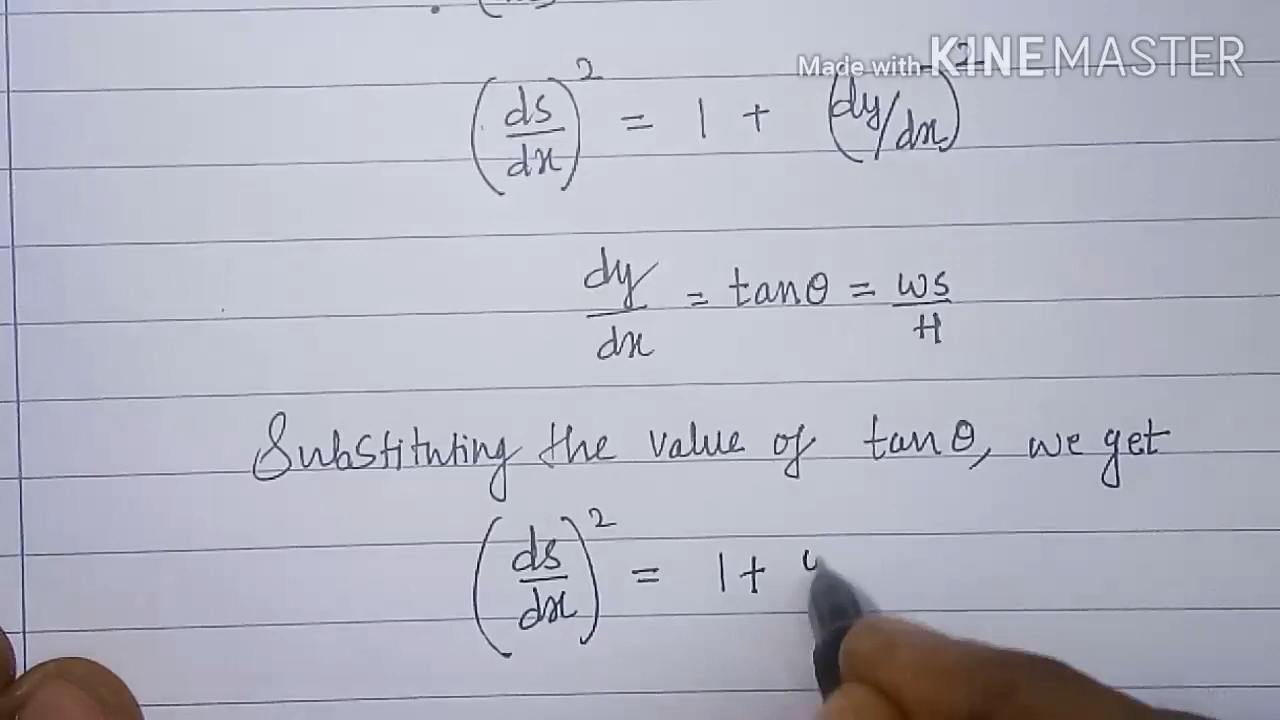 Made with KINEMASTER
(ds/dx)² = 1 + (dy/dx)²
dy/dx = tanθ = ws/H
Substituting the value of tanθ, we get
(ds/dx)² = 1 +